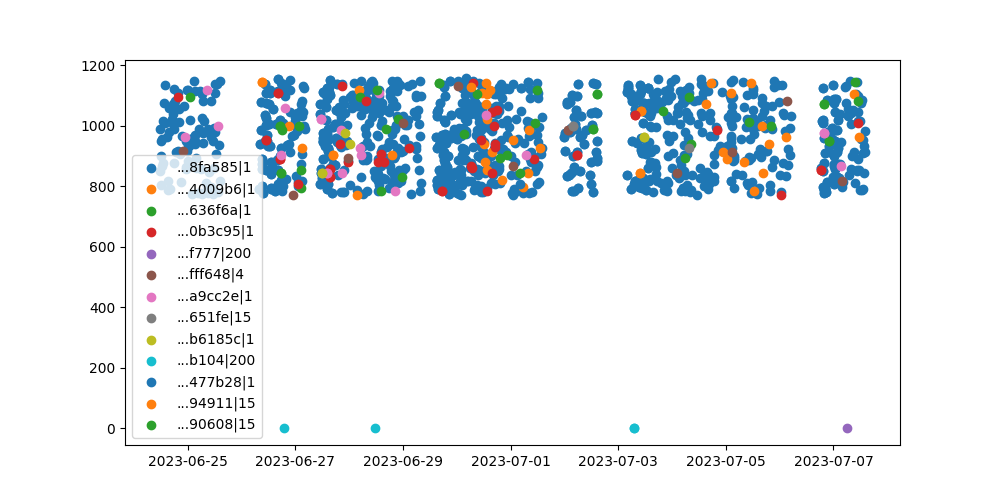 1200
1000
800
600
400
200
0
...8fa585|1
...4009b6|1
...636f6a|1
...0b3c95|1
...f777|200
...fff648|4
...a9cc2e|1
...651fe|15
...b6185c|1
...b104|200
...477b28|1
...94911|15
...90608|15
2023-06-25
2023-06-27
2023-06-29
2023-07-01
2023-07-03
2023-07-05
2023-07-07